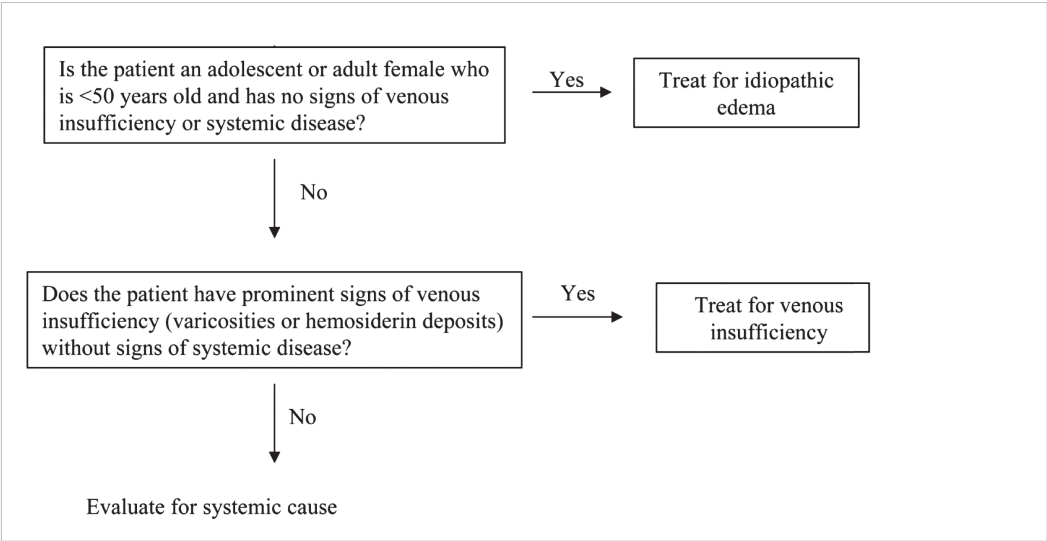 Is the patient an adolescent or adult female who
is <50 years old and has no signs of venous
insufficiency or systemic disease?
Yes
Treat for idiopathic
edema
No
Does the patient have prominent signs of venous
insufficiency (varicosities or hemosiderin deposits)
without signs of systemic disease?
Yes
Treat for venous
insufficiency
No
Evaluate for systemic cause